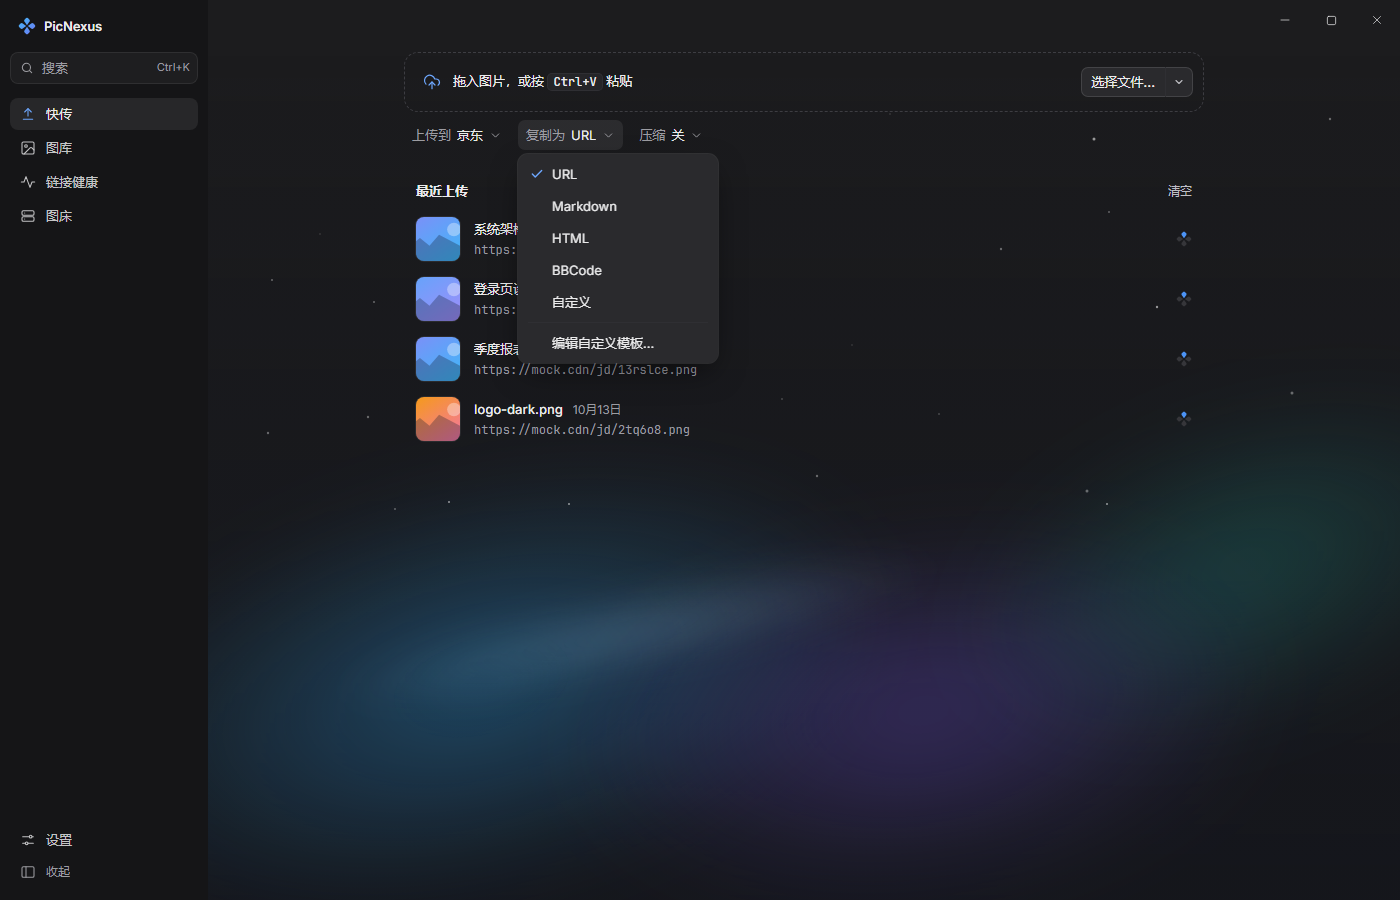 PicNexus
搜索 Ctrl+K
快传
图库
链接健康
图床
设置
收起
拖入图片，或按 Ctrl+V 粘贴
选择文件...
上传到 京东 复制为 URL 压缩 关
URL
Markdown
HTML
BBCode
自定义
编辑自定义模板...
最近上传 清空
系统架
https:
登录页
https:
季度报
https://mock.cdn/jd/13rslce.png
logo-dark.png 10月13日
https://mock.cdn/jd/2tq6o8.png